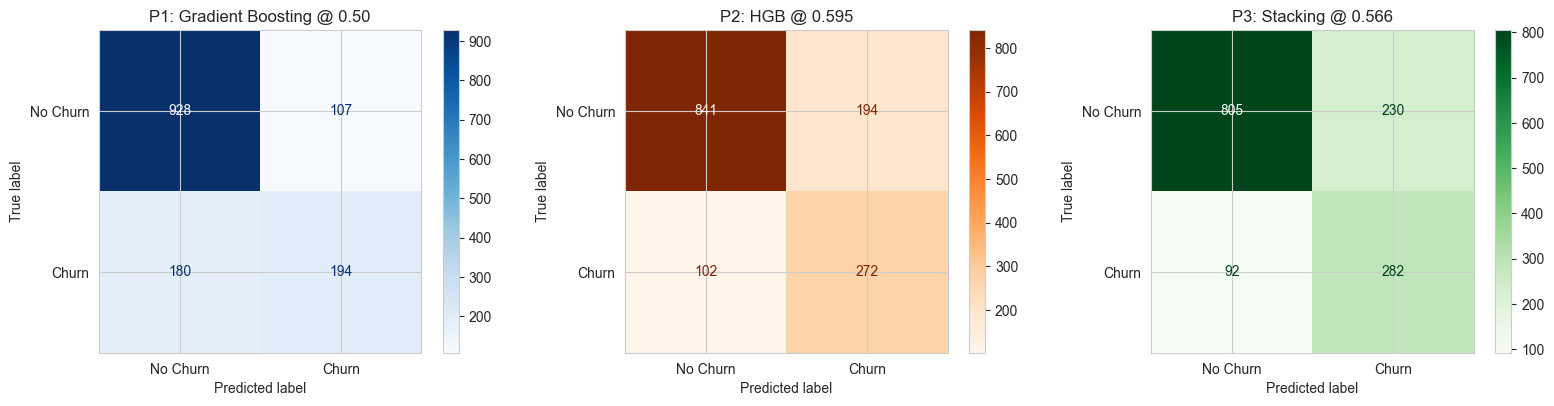 P1: Gradient Boosting @ 0.50
No Churn
Churn
True label
928
107
180
194
No Churn
Churn
Predicted label
900
800
700
600
500
400
300
200
P2: HGB @ 0.595
No Churn
Churn
True label
841
194
102
272
No Churn
Churn
Predicted label
800
700
600
500
400
300
200
P3: Stacking @ 0.566
No Churn
Churn
True label
805
230
92
282
No Churn
Churn
Predicted label
800
700
600
500
400
300
200
100